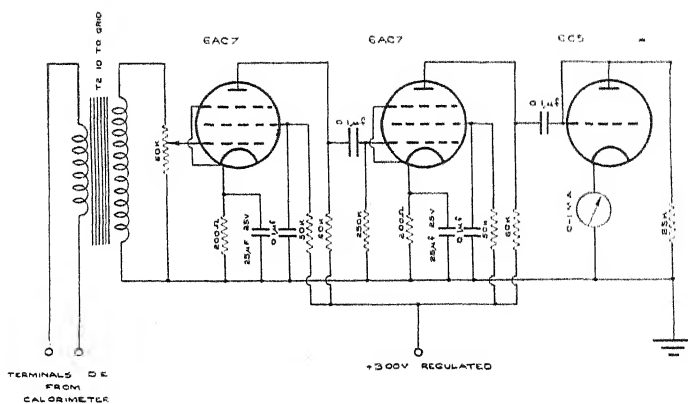 6AC7
6AC7
6C5
T2 10 TO GRID
60K
200Ω
25µF 25V
0.1µf
50K
60K
0.1µf
250K
200Ω
25µf 25V
0.1µf
50K
60K
0.1µf
0-1 MA
25K
+300V REGULATED
TERMINALS D E
FROM
CALORIMETER